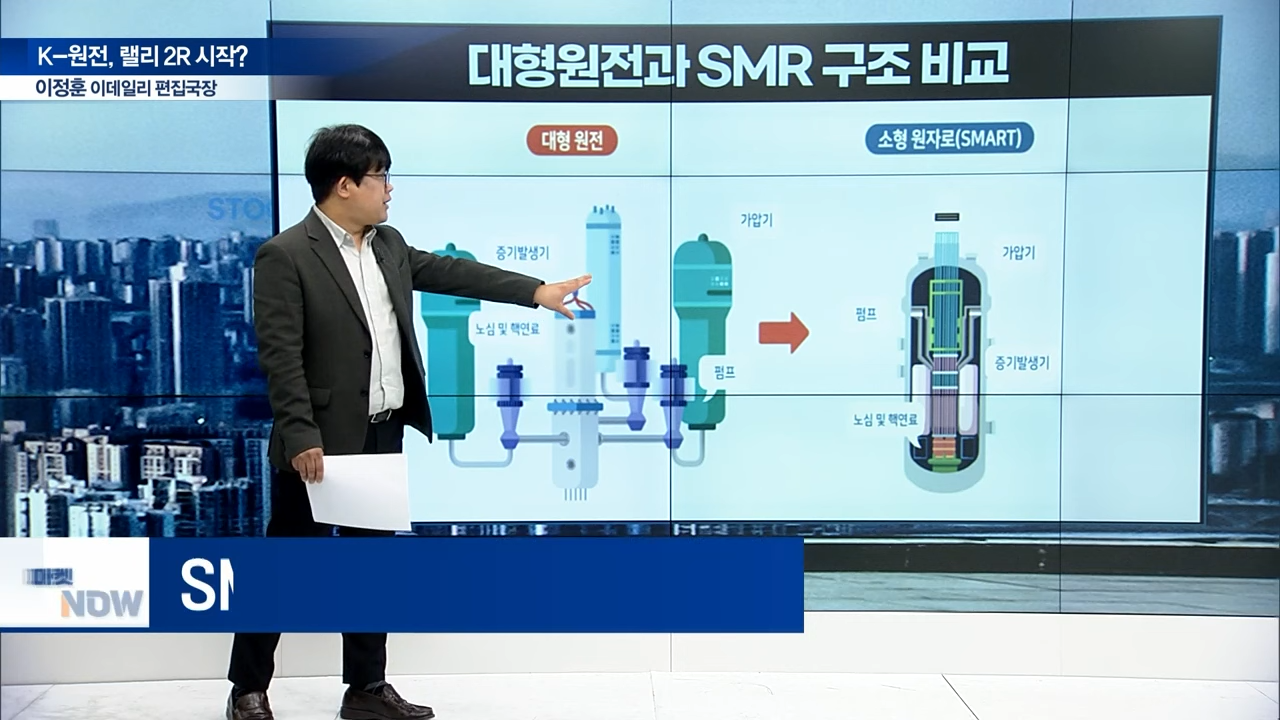 K-원전, 랠리 2R 시작?
이정훈 이데일리 편집국장
대형원전과 SMR 구조 비교
대형 원전
소형 원자로(SMART)
가압기
증기발생기
노심 및 핵연료
펌프
가압기
펌프
증기발생기
노심 및 핵연료
STO
마켓
NOW